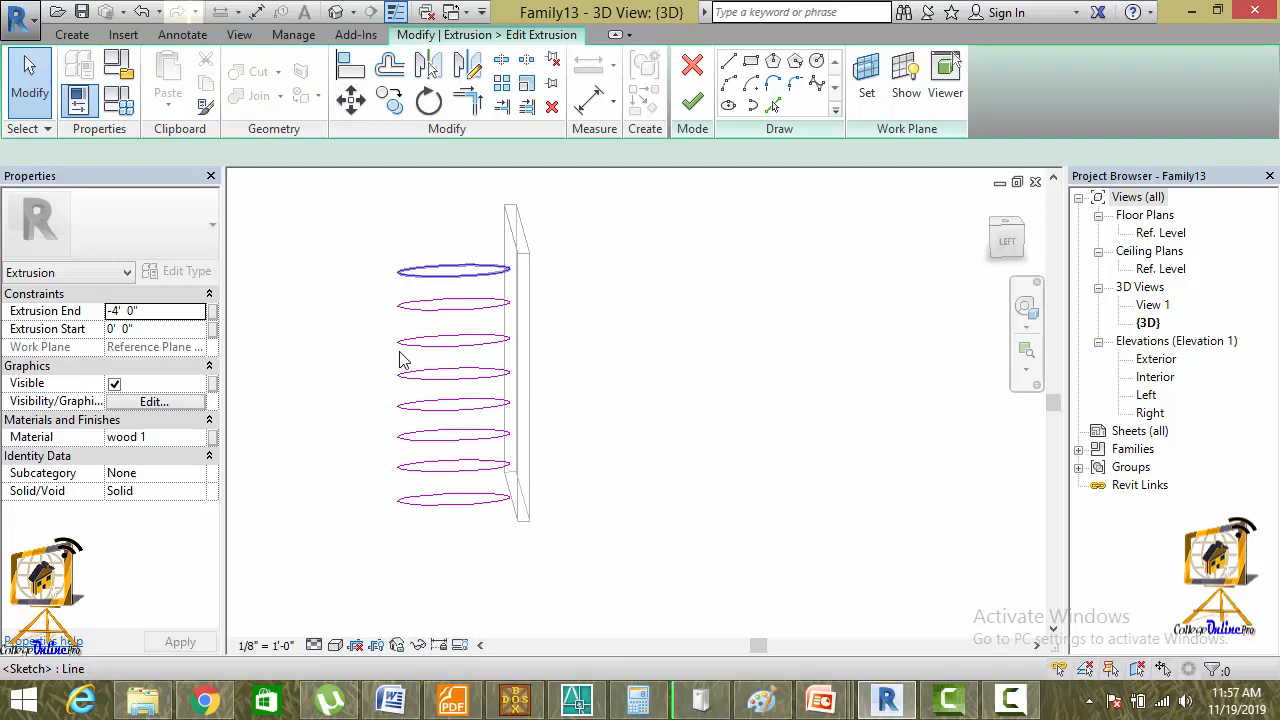 Family13 - 3D View: {3D}
Type a keyword or phrase
Sign In
Create Insert Annotate View Manage Add-Ins Modify | Extrusion > Edit Extrusion
Modify
Paste
Cut
Join
Set Show Viewer
Select Properties Clipboard Geometry Modify Measure Create Mode Draw Work Plane
Properties
R
Extrusion
Edit Type
Constraints
Extrusion End -4' 0"
Extrusion Start 0' 0"
Work Plane Reference Plane ...
Graphics
Visible
Visibility/Graphi... Edit...
Materials and Finishes
Material wood 1
Identity Data
Subcategory None
Solid/Void Solid
Properties help
Apply
CollegeOnlinePro
LEFT
Project Browser - Family13
Views (all)
Floor Plans
Ref. Level
Ceiling Plans
Ref. Level
3D Views
View 1
{3D}
Elevations (Elevation 1)
Exterior
Interior
Left
Right
Sheets (all)
Families
Groups
Revit Links
CollegeOnlinePro
Activate Windows
Go to PC settings to activate Windows.
1/8" = 1'-0"
<Sketch> : Line
:0
PDF
DOS
11:57 AM
11/19/2019